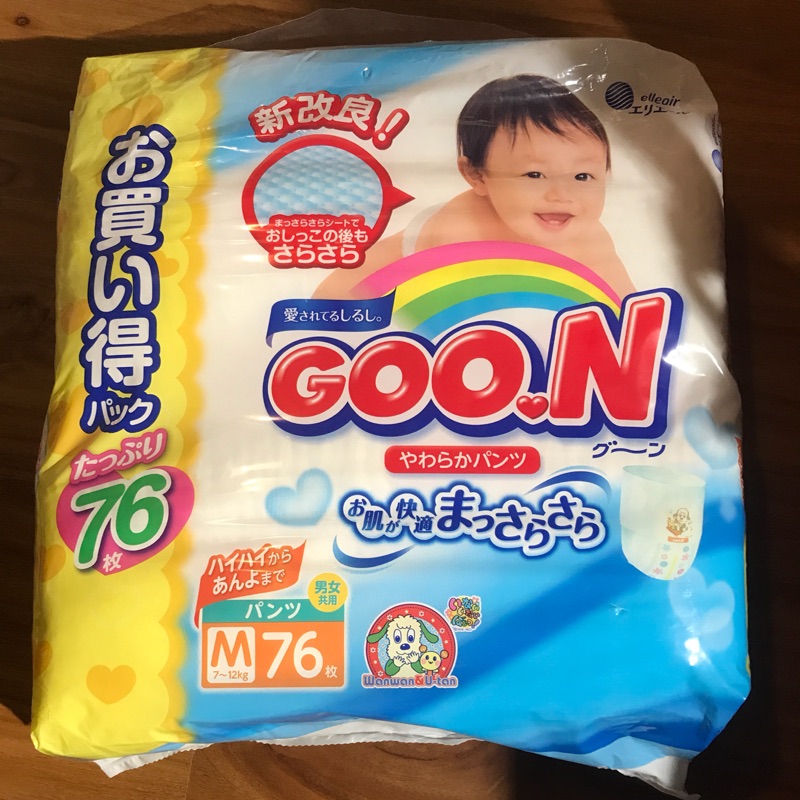 お買い得
パック
たっぷり
76
枚
新改良!
まっさらさらシートで
おしっこの後も
さらさら
elleair
エリエール
愛されてるしるし。
GOO.N
グ〜ン
やわらかパンツ
お肌が快適まっさらさら
ハイハイから
あんよまで
男女
共用
パンツ
M
7〜12kg
76枚
Wanwan&U-tan